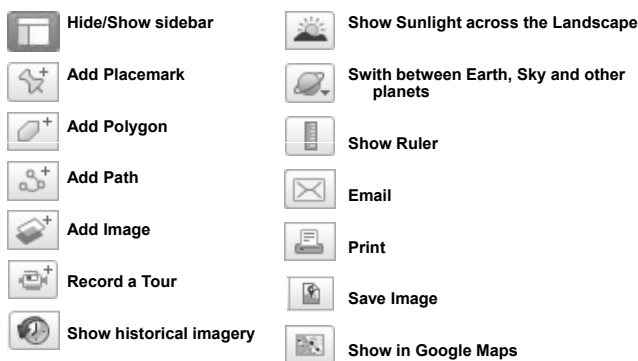 Hide/Show sidebar
Add Placemark
Add Polygon
Add Path
Add Image
Record a Tour
Show historical imagery
Show Sunlight across the Landscape
Swith between Earth, Sky and other
planets
Show Ruler
Email
Print
Save Image
Show in Google Maps